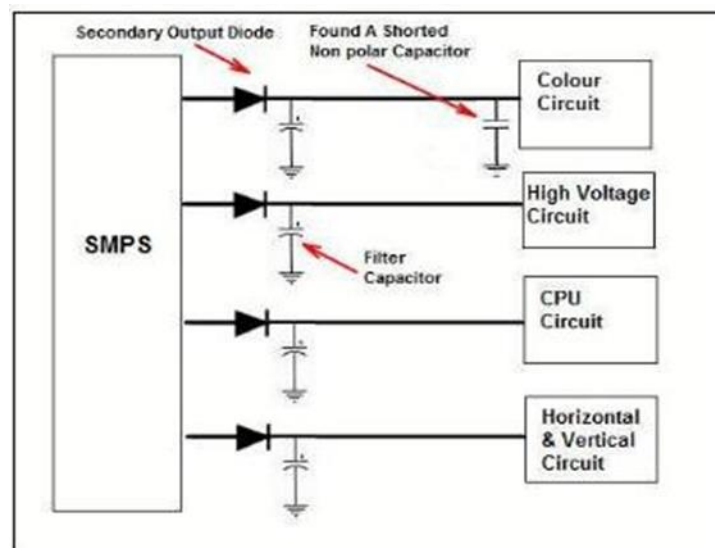 Secondary Output Diode
Found A Shorted
Non polar Capacitor
SMPS
Colour
Circuit
High Voltage
Circuit
Filter
Capacitor
CPU
Circuit
Horizontal
& Vertical
Circuit